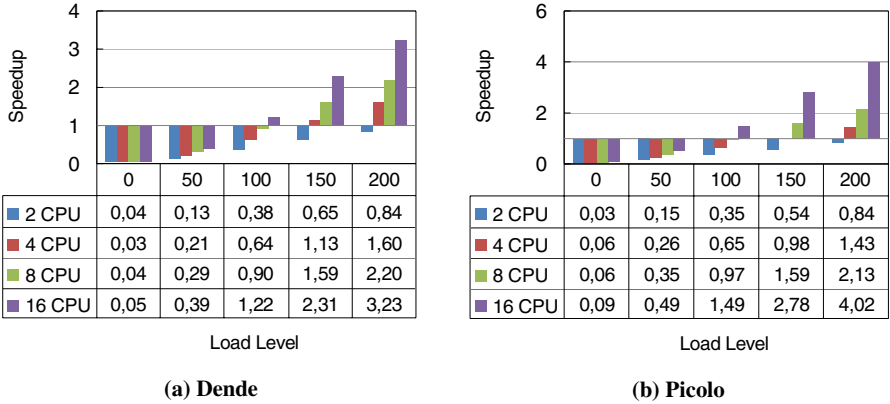 Speedup
4
3
2
1
0
0 50 100 150 200
2 CPU 0,04 0,13 0,38 0,65 0,84
4 CPU 0,03 0,21 0,64 1,13 1,60
8 CPU 0,04 0,29 0,90 1,59 2,20
16 CPU 0,05 0,39 1,22 2,31 3,23
Load Level
(a) Dende
Speedup
6
4
2
0
0 50 100 150 200
2 CPU 0,03 0,15 0,35 0,54 0,84
4 CPU 0,06 0,26 0,65 0,98 1,43
8 CPU 0,06 0,35 0,97 1,59 2,13
16 CPU 0,09 0,49 1,49 2,78 4,02
Load Level
(b) Picolo